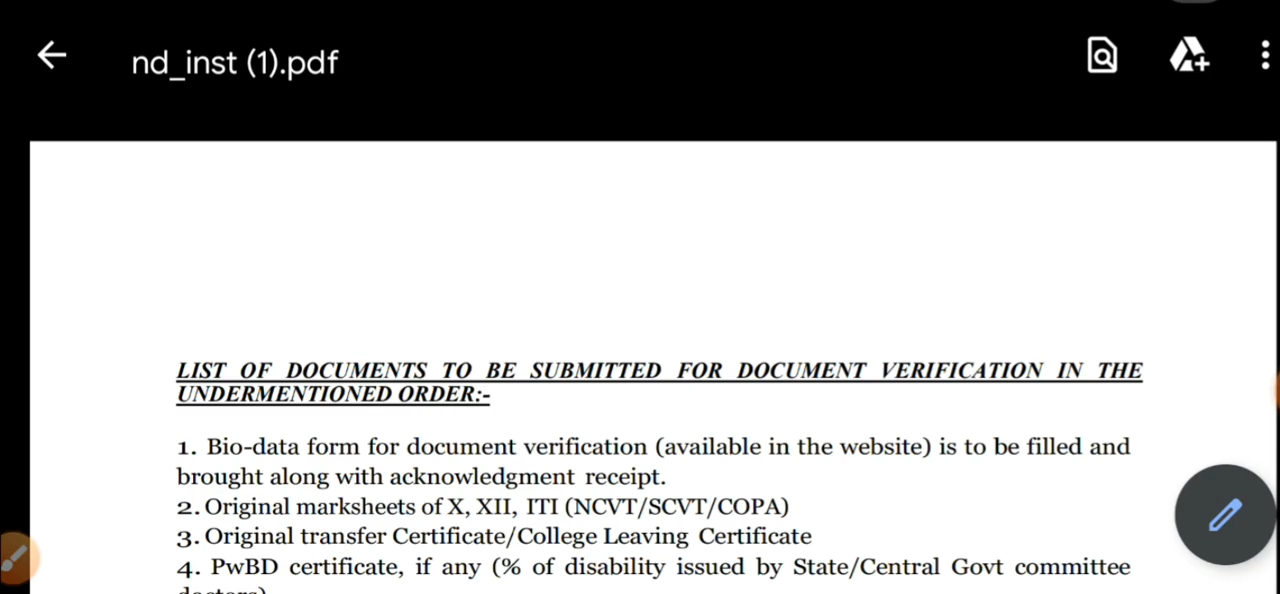 nd_inst (1).pdf
LIST OF DOCUMENTS TO BE SUBMITTED FOR DOCUMENT VERIFICATION IN THE
UNDERMENTIONED ORDER:-
1. Bio-data form for document verification (available in the website) is to be filled and
brought along with acknowledgment receipt.
2. Original marksheets of X, XII, ITI (NCVT/SCVT/COPA)
3. Original transfer Certificate/College Leaving Certificate
4. PwBD certificate, if any (% of disability issued by State/Central Govt committee
doctors)